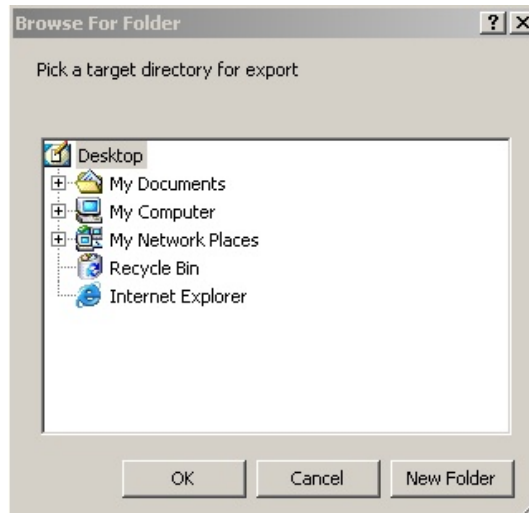 Browse For Folder
Pick a target directory for export
Desktop
My Documents
My Computer
My Network Places
Recycle Bin
Internet Explorer
OK Cancel New Folder